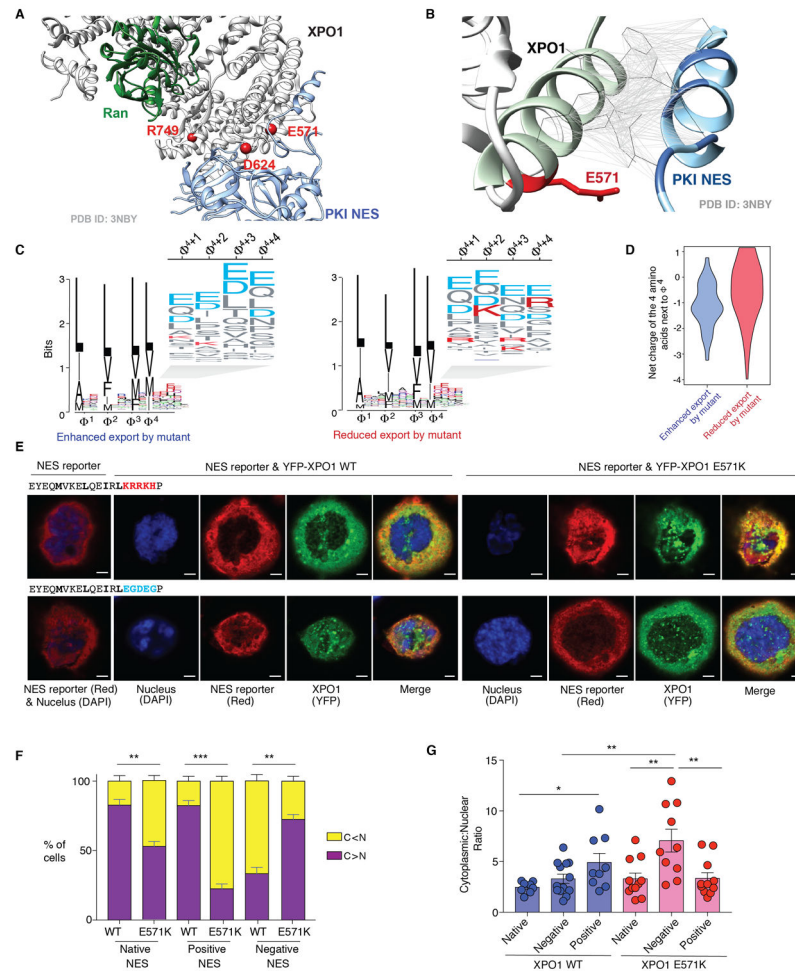 A
XPO1
Ran
R749
E571
D624
PKI NES
PDB ID: 3NBY
B
XPO1
E571
PKI NES
PDB ID: 3NBY
C
Φ4+1 Φ4+2 Φ4+3 Φ4+4
Φ4+1 Φ4+2 Φ4+3 Φ4+4
Bits
3
2
1
0
Φ1 Φ2 Φ3 Φ4
Enhanced export by mutant
3
2
1
0
Φ1 Φ2 Φ3 Φ4
Reduced export by mutant
D
Net charge of the 4 amino
acids next to Φ 4
1
0
-1
-2
-3
-4
Enhanced export
by mutant
Reduced export
by mutant
E
NES reporter
NES reporter & YFP-XPO1 WT
NES reporter & YFP-XPO1 E571K
EYEQMVKELQEIRLKRRKHP
EYEQMVKELQEIRLEGDEGP
NES reporter (Red)
& Nucelus (DAPI)
Nucleus
(DAPI)
NES reporter
(Red)
XPO1
(YFP)
Merge
Nucleus
(DAPI)
NES reporter
(Red)
XPO1
(YFP)
Merge
F
** *** **
100
50
0
% of
cells
C<N
C>N
WT E571K WT E571K WT E571K
Native
NES
Positive
NES
Negative
NES
G
**
* ** **
Cytoplasmic:Nuclear
Ratio
15
10
5
0
Native Negative Positive Native Negative Positive
XPO1 WT XPO1 E571K